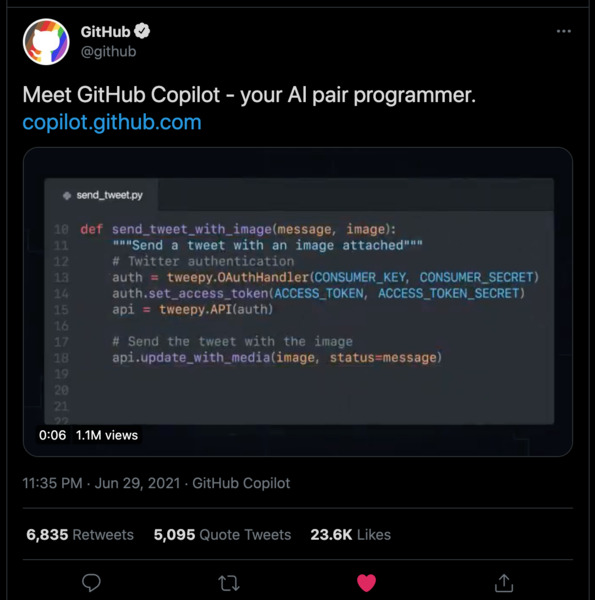 GitHub
@github
Meet GitHub Copilot - your AI pair programmer.
copilot.github.com
send_tweet.py
10 def send_tweet_with_image(message, image):
11 """Send a tweet with an image attached"""
12 # Twitter authentication
13 auth = tweepy.OAuthHandler(CONSUMER_KEY, CONSUMER_SECRET)
14 auth.set_access_token(ACCESS_TOKEN, ACCESS_TOKEN_SECRET)
15 api = tweepy.API(auth)
16
17 # Send the tweet with the image
18 api.update_with_media(image, status=message)
19
20
21
22
0:06 1.1M views
11:35 PM · Jun 29, 2021 · GitHub Copilot
6,835 Retweets 5,095 Quote Tweets 23.6K Likes